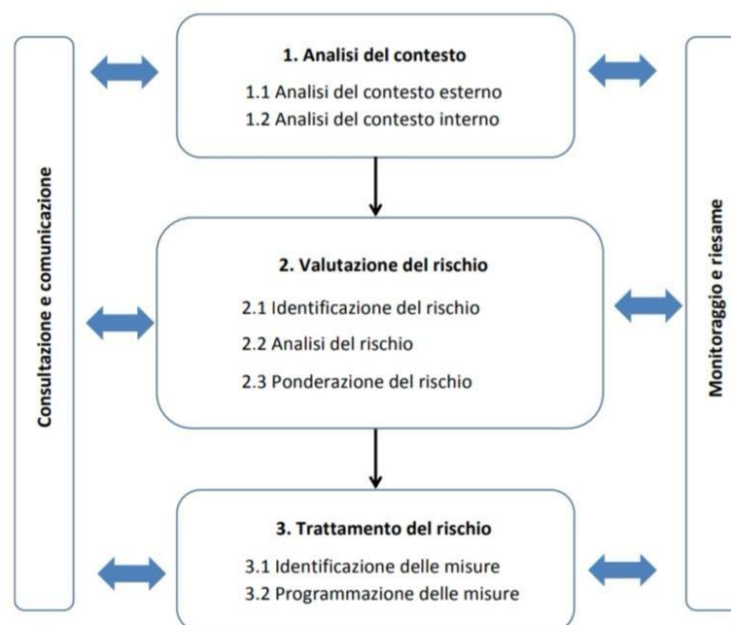 Consultazione e comunicazione
1. Analisi del contesto
1.1 Analisi del contesto esterno
1.2 Analisi del contesto interno
2. Valutazione del rischio
2.1 Identificazione del rischio
2.2 Analisi del rischio
2.3 Ponderazione del rischio
3. Trattamento del rischio
3.1 Identificazione delle misure
3.2 Programmazione delle misure
Monitoraggio e riesame